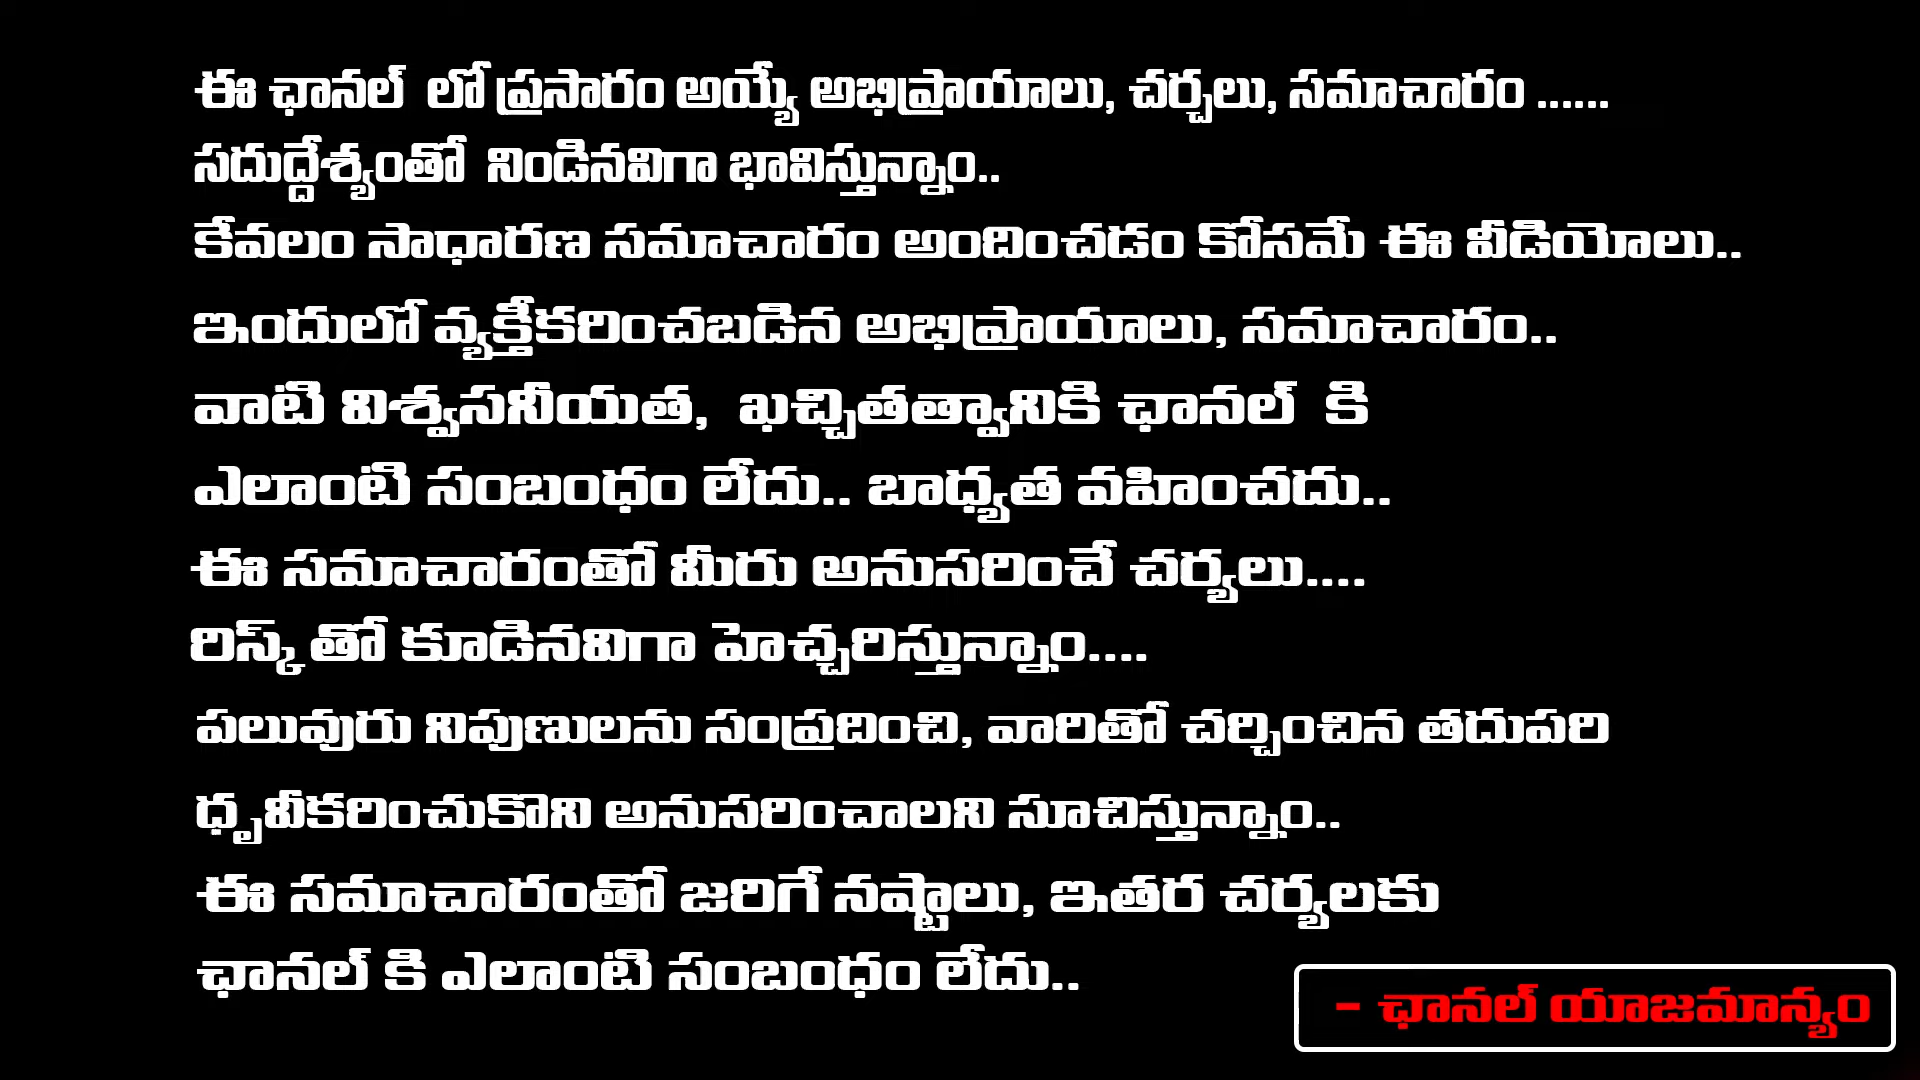 ఈ ఛానల్ లో ప్రసారం అయ్యే అభిప్రాయాలు, చర్చలు, సమాచారం ......
సదుద్దేశ్యంతో నిండినవిగా భావిస్తున్నాం..
కేవలం సాధారణ సమాచారం అందించడం కోసమే ఈ వీడియోలు..
ఇందులో వ్యక్తీకరించబడిన అభిప్రాయాలు, సమాచారం..
వాటి విశ్వసనీయత, ఖచ్చితత్వానికి ఛానల్ కి
ఎలాంటి సంబంధం లేదు.. బాధ్యత వహించదు..
ఈ సమాచారంతో మీరు అనుసరించే చర్యలు....
రిస్క్ తో కూడినవిగా హెచ్చరిస్తున్నాం....
పలువురు నిపుణులను సంప్రదించి, వారితో చర్చించిన తదుపరి
ధృవీకరించుకొని అనుసరించాలని సూచిస్తున్నాం..
ఈ సమాచారంతో జరిగే నష్టాలు, ఇతర చర్యలకు
ఛానల్ కి ఎలాంటి సంబంధం లేదు..
- ఛానల్ యాజమాన్యం